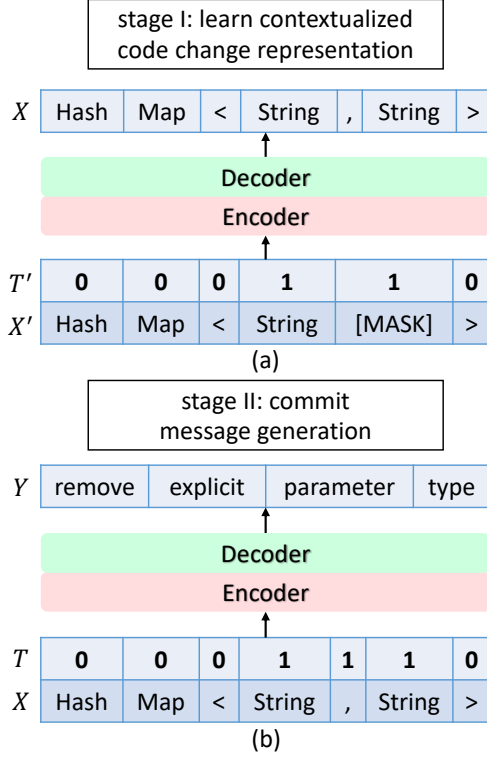 stage I: learn contextualized
code change representation
X Hash Map < String , String >
Decoder
Encoder
T′ 0 0 0 1 1 0
X′ Hash Map < String [MASK] >
(a)
stage II: commit
message generation
Y remove explicit parameter type
Decoder
Encoder
T 0 0 0 1 1 1 0
X Hash Map < String , String >
(b)